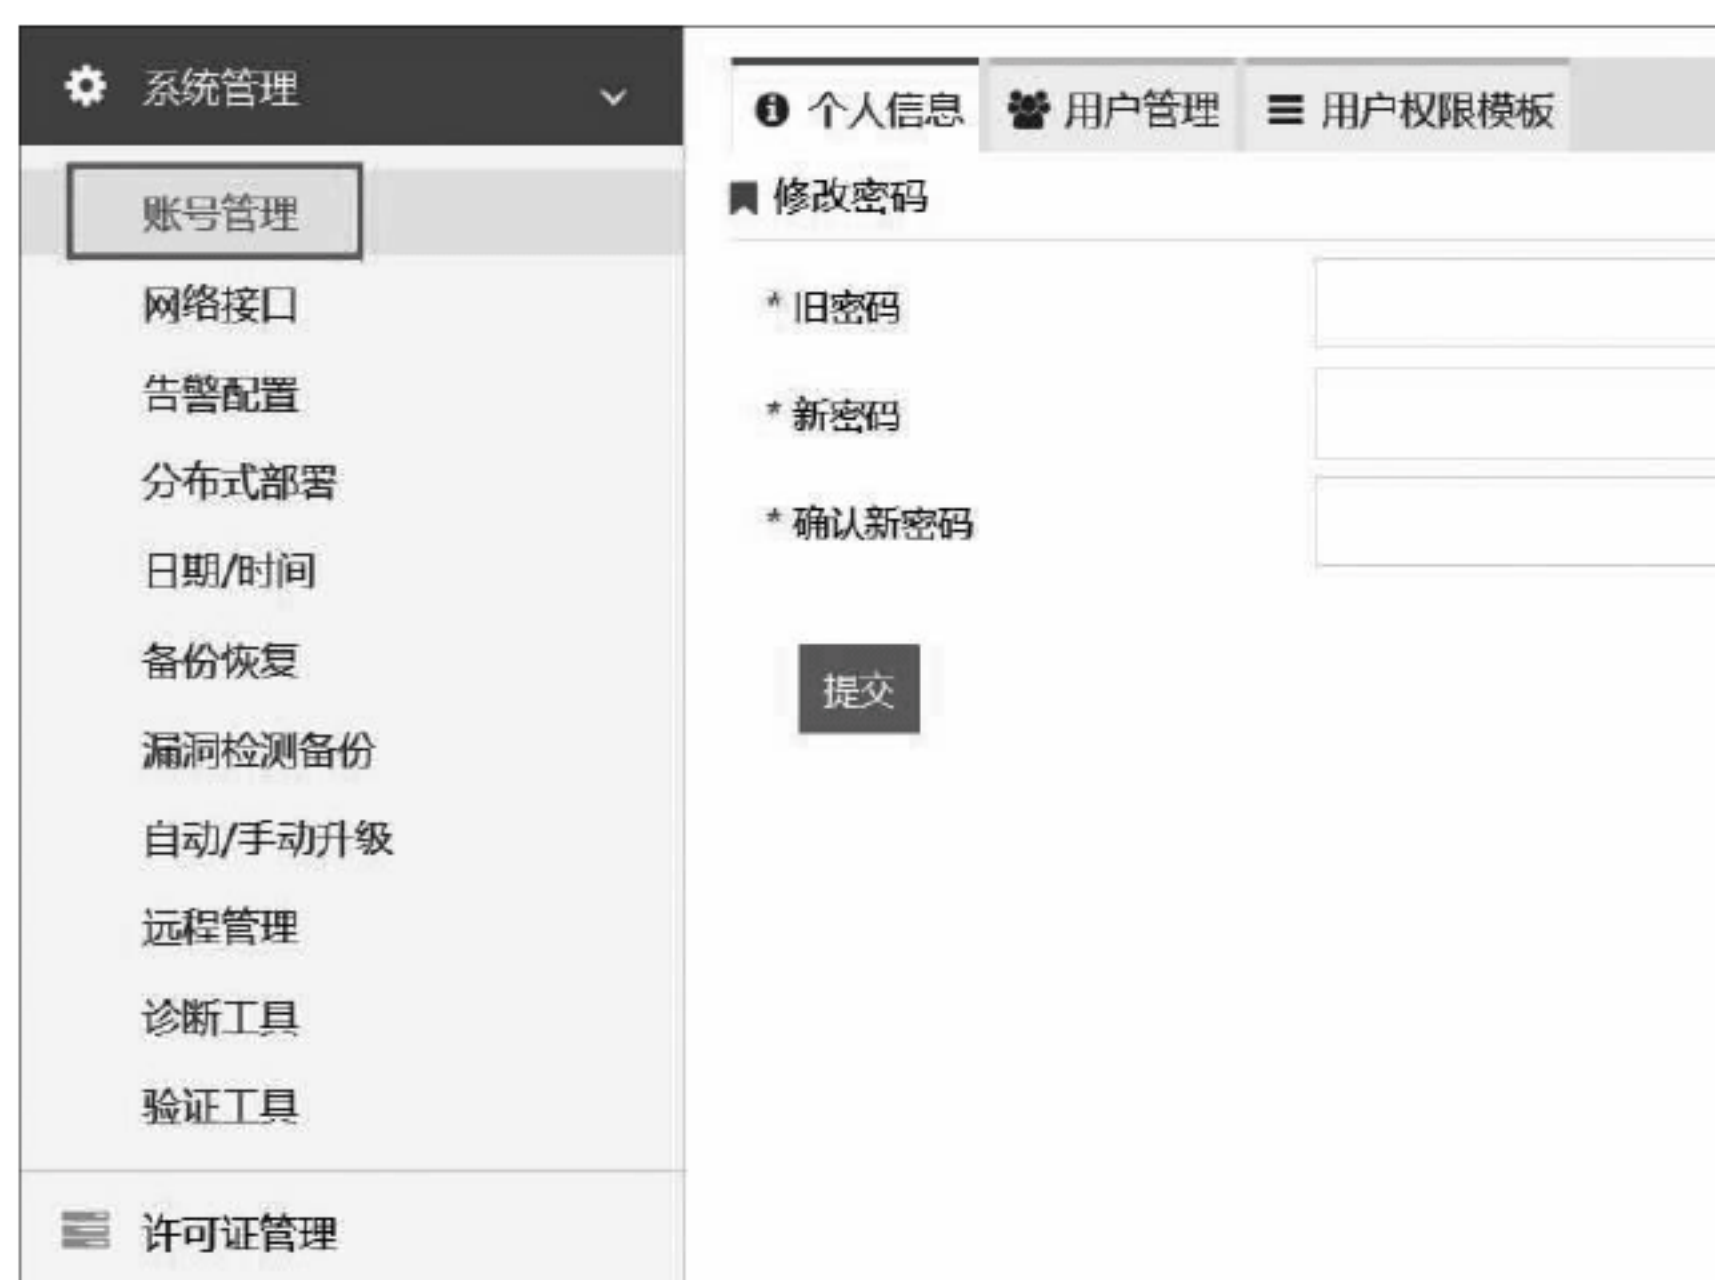 系统管理
账号管理
网络接口
告警配置
分布式部署
日期/时间
备份恢复
漏洞检测备份
自动/手动升级
远程管理
诊断工具
验证工具
许可证管理
个人信息 用户管理 用户权限模板
修改密码
* 旧密码
* 新密码
* 确认新密码
提交